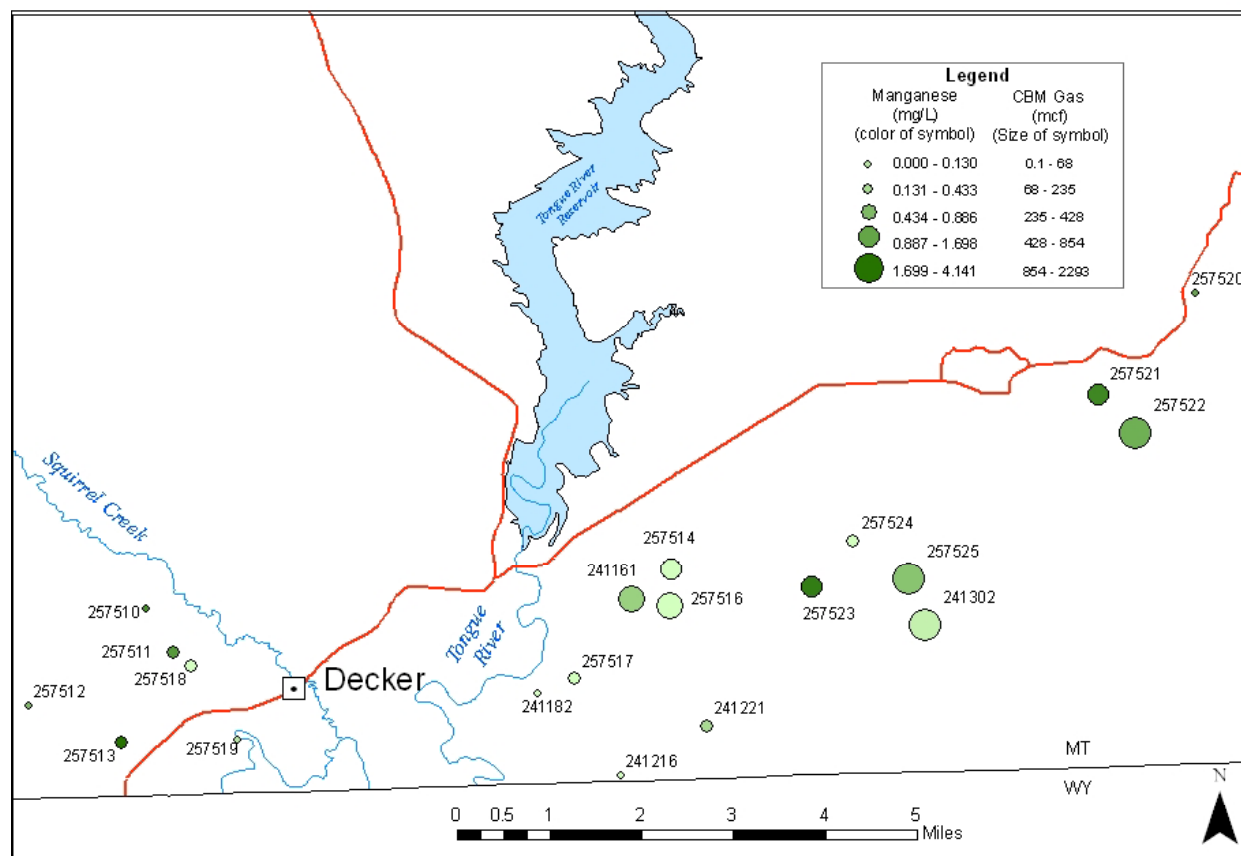 Legend
Manganese
(mg/L)
(color of symbol)
CBM Gas
(mcf)
(Size of symbol)
0.000 - 0.130 0.1 - 68
0.131 - 0.433 68 - 235
0.434 - 0.886 235 - 428
0.887 - 1.698 428 - 854
1.699 - 4.141 854 - 2293
Tongue River
Reservoir
257520
257521
257522
Squirrel Creek
257524
257514
257525
241161
257516
257523
241302
257510
Tongue
River
257511
257518
257517
Decker
257512
241182
241221
257513
257519
241216
MT
WY
N
0 0.5 1 2 3 4 5
Miles